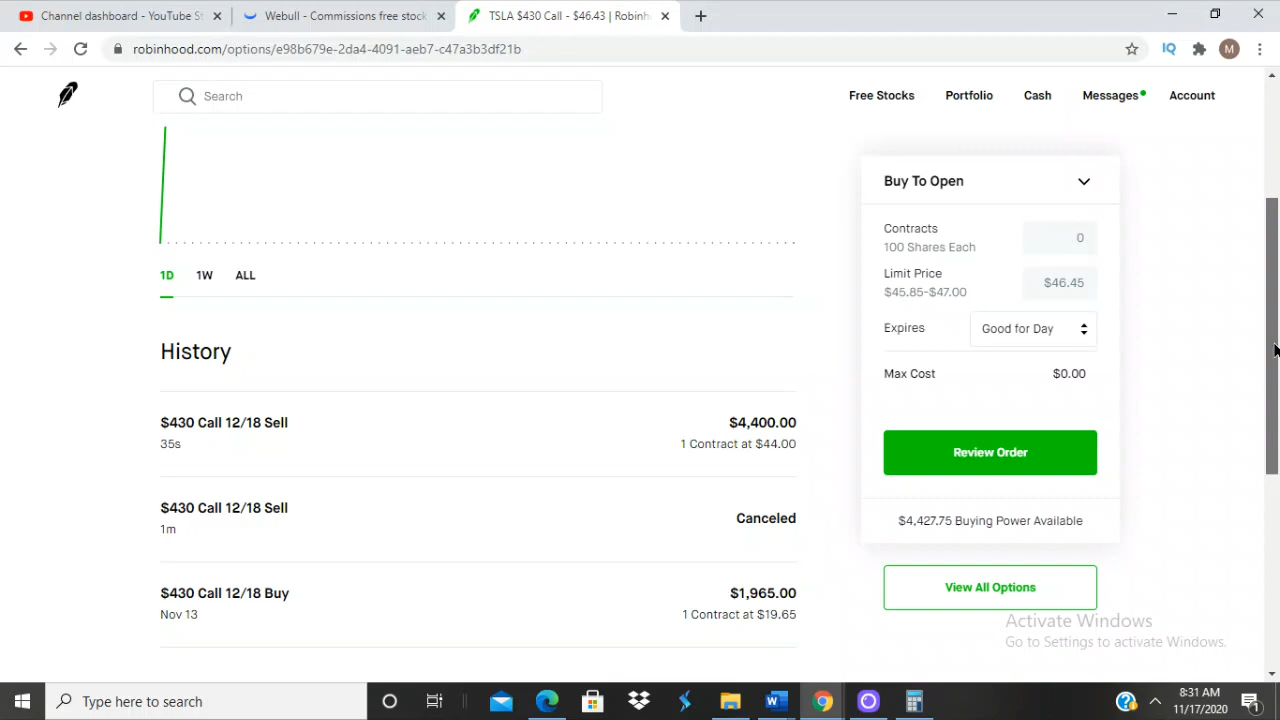 Channel dashboard - YouTube St
Webull - Commissions free stock
TSLA $430 Call - $46.43 | Robinh
robinhood.com/options/e98b679e-2da4-4091-aeb7-c47a3b3df21b
IQ
M
Search
Free Stocks
Portfolio
Cash
Messages
Account
Buy To Open
Contracts
100 Shares Each
0
Limit Price
$45.85-$47.00
$46.45
Expires
Good for Day
Max Cost
$0.00
Review Order
$4,427.75 Buying Power Available
View All Options
1D
1W
ALL
History
$430 Call 12/18 Sell
$4,400.00
35s
1 Contract at $44.00
$430 Call 12/18 Sell
Canceled
1m
$430 Call 12/18 Buy
$1,965.00
Nov 13
1 Contract at $19.65
Activate Windows
Go to Settings to activate Windows.
Type here to search
8:31 AM
11/17/2020
1